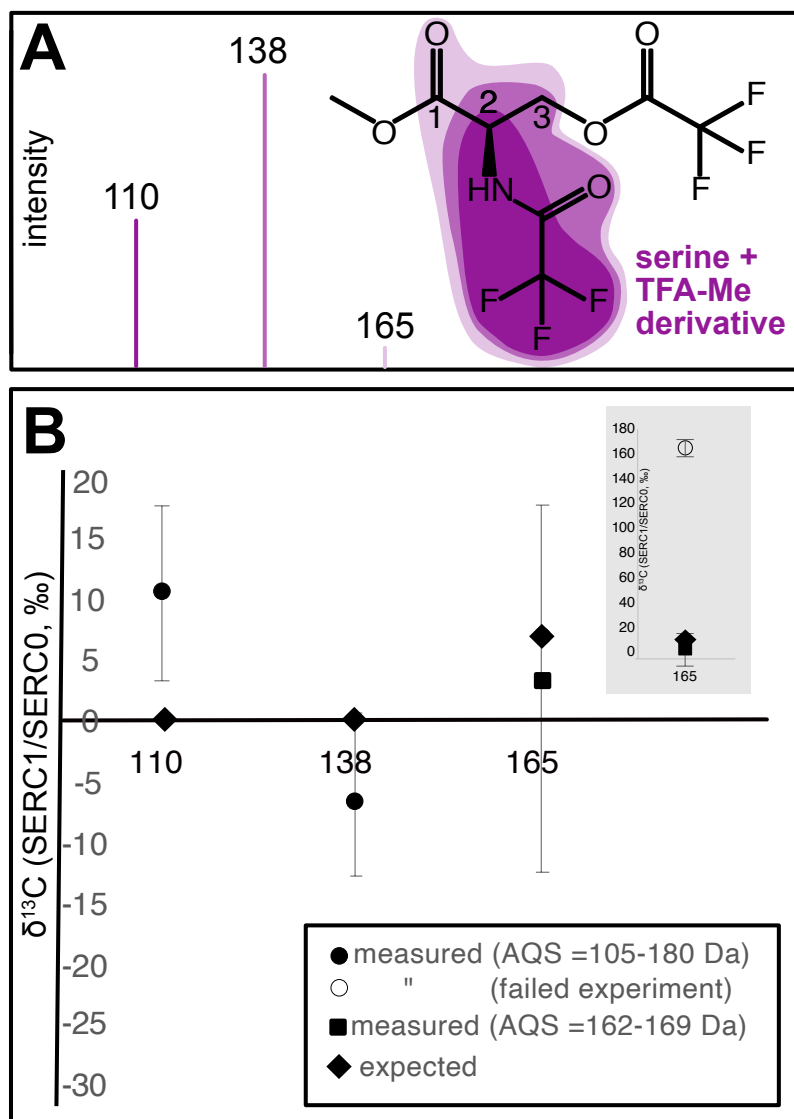 A
138
110
165
intensity
O
O
1
2
3
O
O
F
F
F
HN
O
F
F
F
serine +
TFA-Me
derivative
B
δ¹³C (SERC1/SERC0, ‰)
20
15
10
5
0
-5
-10
-15
-20
-25
-30
110
138
165
δ¹³C (SERC1/SERC0, ‰)
180
160
140
120
100
80
60
40
20
0
165
measured (AQS =105-180 Da)
" (failed experiment)
measured (AQS =162-169 Da)
expected